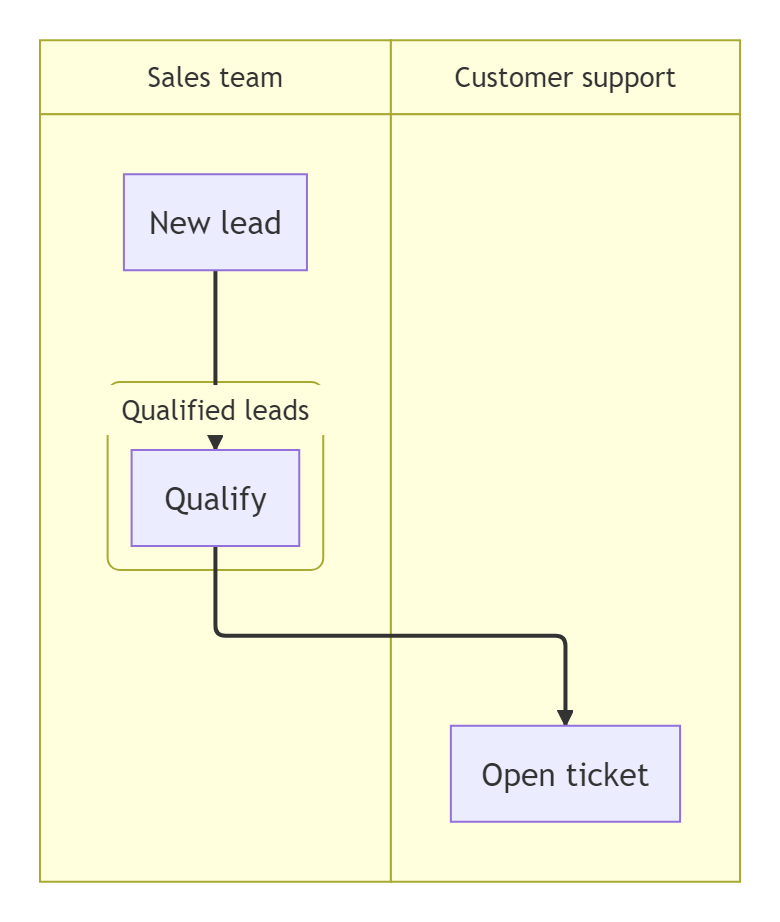 Sales team
Customer support
New lead
Qualified leads
Qualify
Open ticket